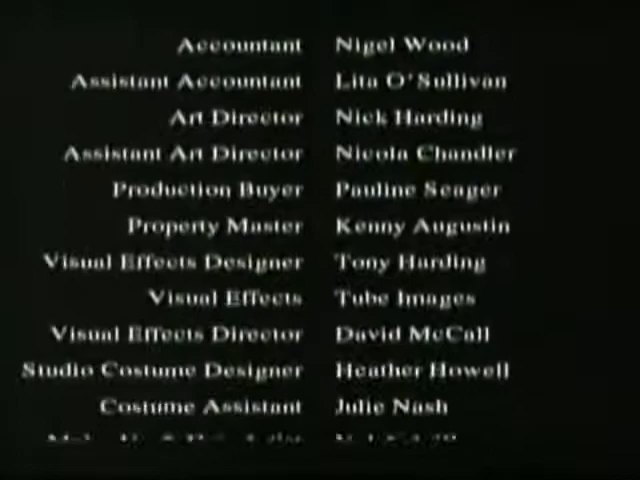 Accountant Nigel Wood
Assistant Accountant Lita O'Sullivan
Art Director Nick Harding
Assistant Art Director Nicola Chandler
Production Buyer Pauline Seager
Property Master Kenny Augustin
Visual Effects Designer Tony Harding
Visual Effects Tube Images
Visual Effects Director David McCall
Studio Costume Designer Heather Howell
Costume Assistant Julie Nash